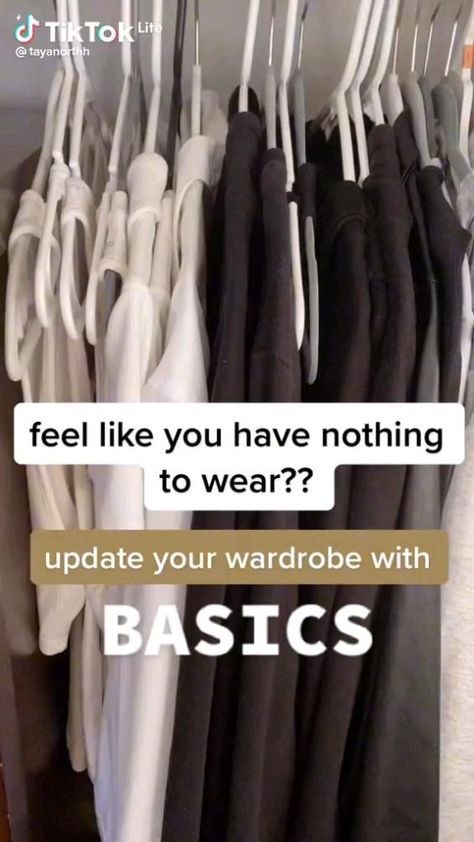 TikTok Lite
@tayanorthh
feel like you have nothing
to wear??
update your wardrobe with
BASICS